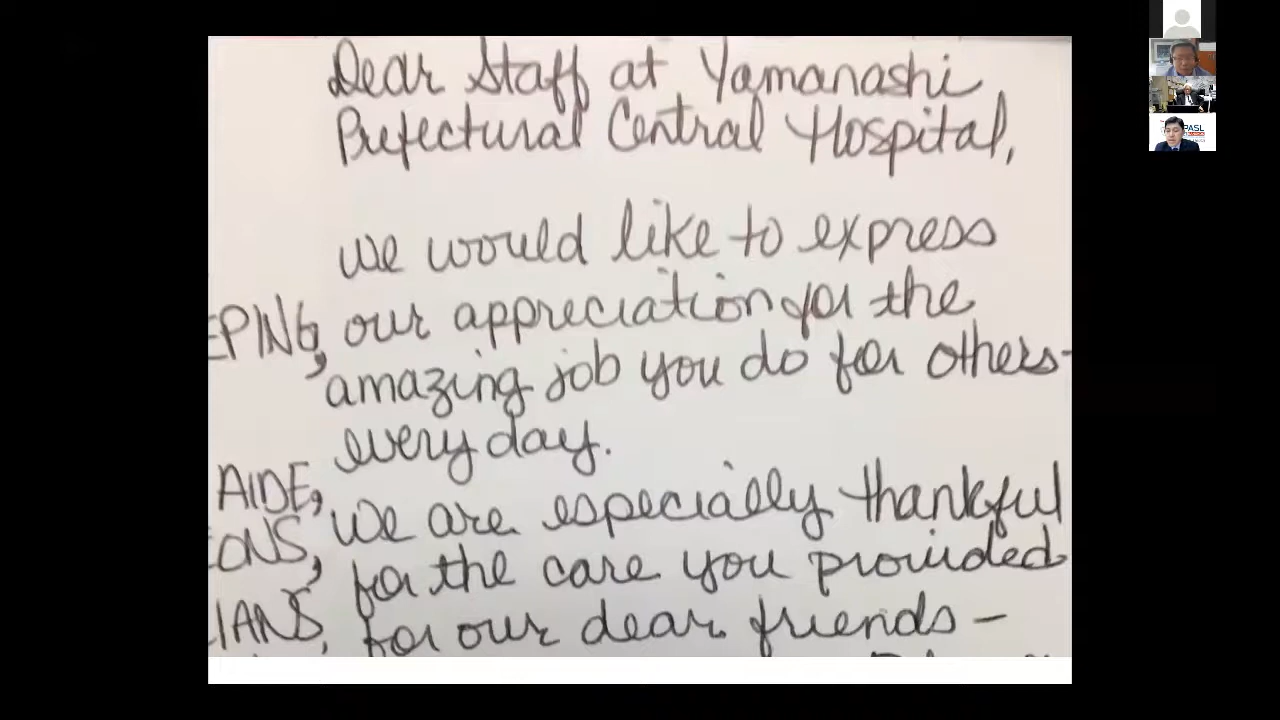 Dear Staff at Yamanashi
Prefectural Central Hospital,
we would like to express
EPING, our appreciation for the
amazing job you do for others-
every day.
AIDE,
we are especially thankful
EONS,
for the care you provided
IANS,
for our dear friends –
PASL